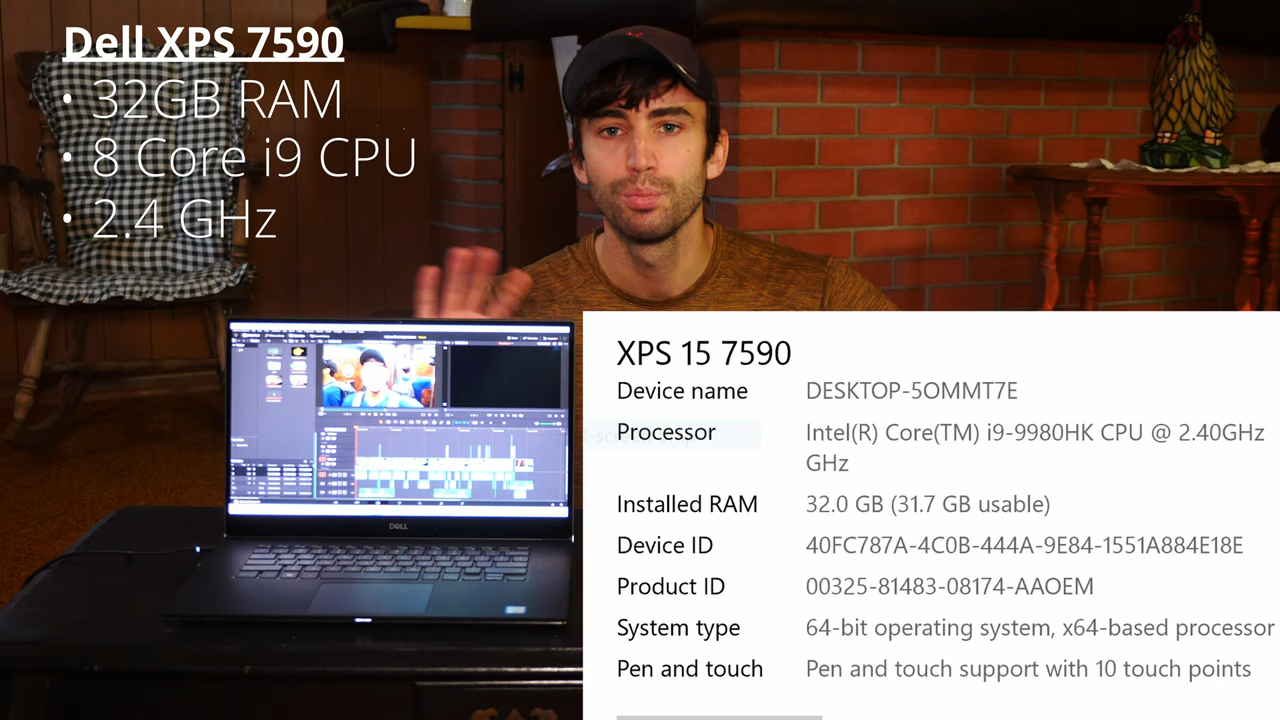 Dell XPS 7590
• 32GB RAM
• 8 Core i9 CPU
• 2.4 GHz
DELL
XPS 15 7590
Device name DESKTOP-5OMMT7E
Processor Intel(R) Core(TM) i9-9980HK CPU @ 2.40GHz
GHz
Installed RAM 32.0 GB (31.7 GB usable)
Device ID 40FC787A-4C0B-444A-9E84-1551A884E18E
Product ID 00325-81483-08174-AAOEM
System type 64-bit operating system, x64-based processor
Pen and touch Pen and touch support with 10 touch points